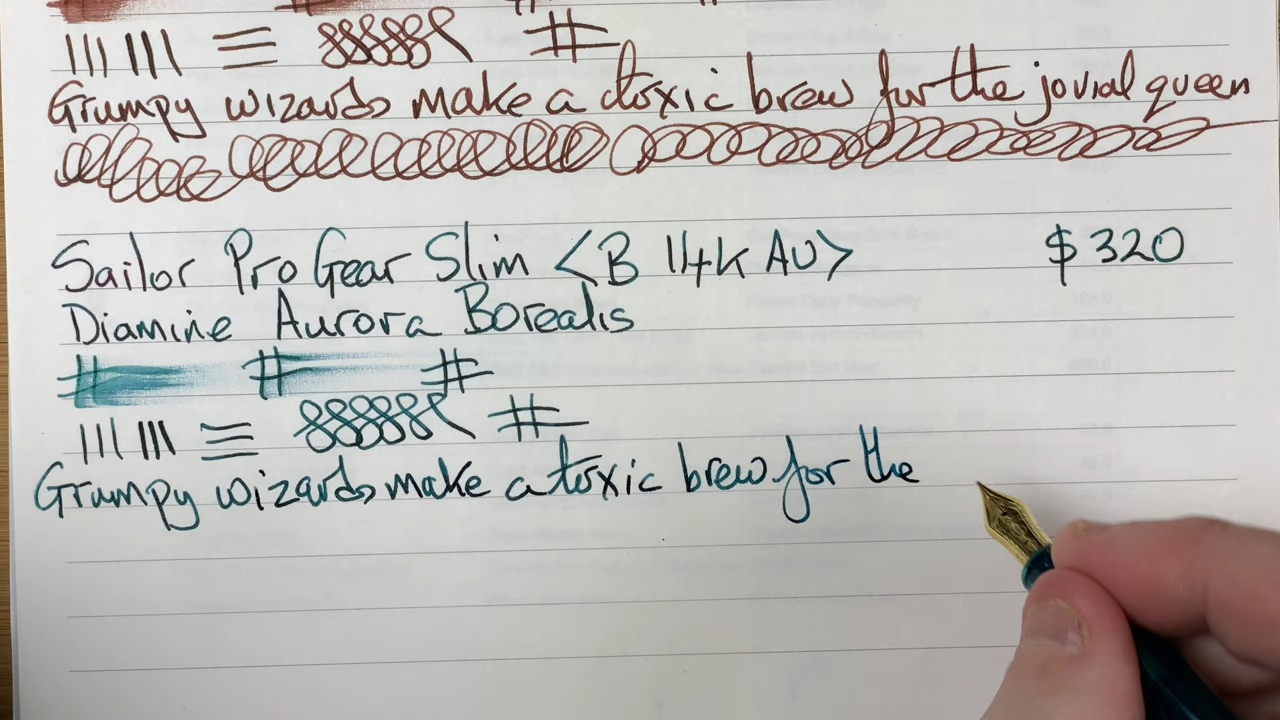 Grumpy wizards make a toxic brew for the jovial queen
Sailor Pro Gear Slim <B 14K AU> $320
Diamine Aurora Borealis
# # #
#
Grumpy wizards make a toxic brew for the